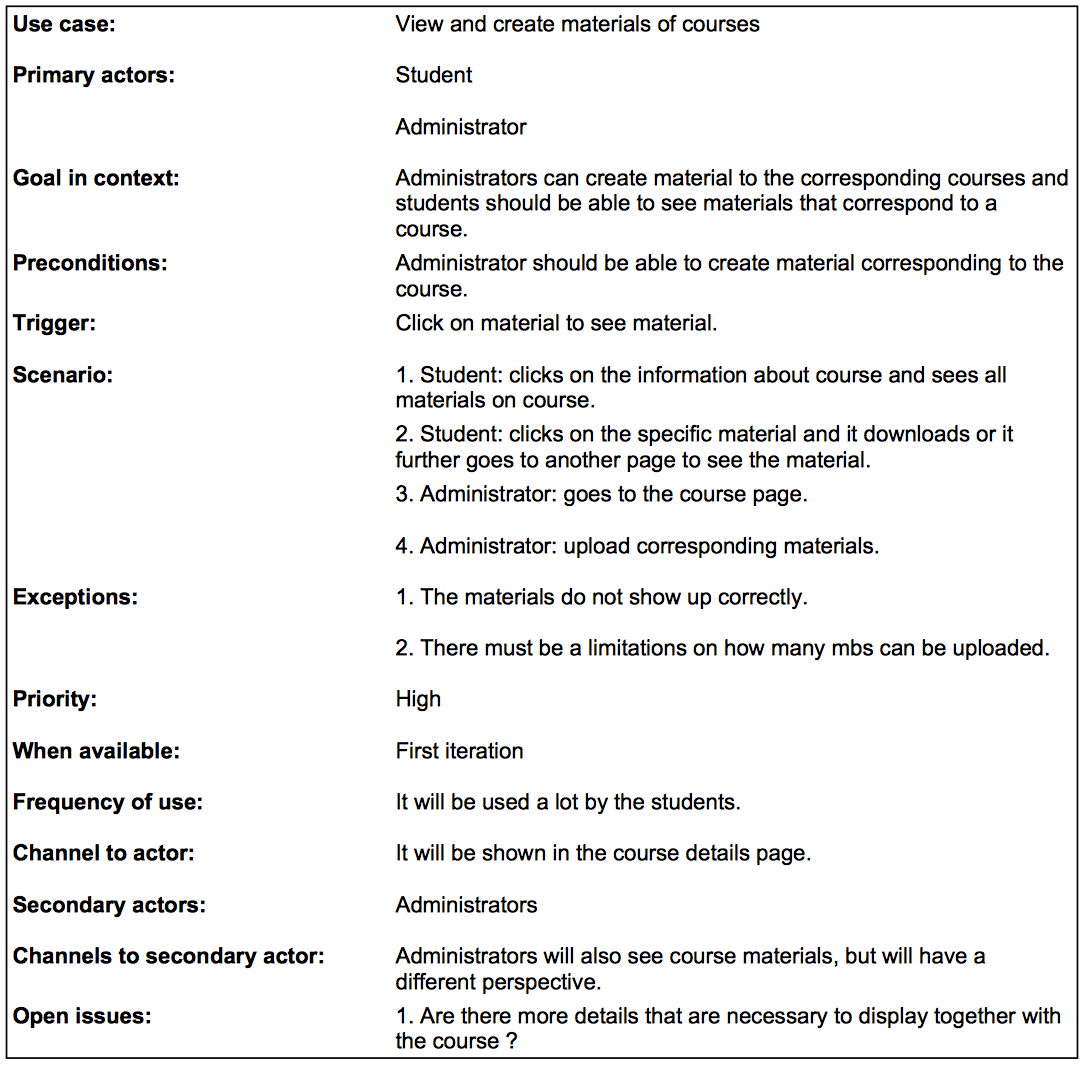 Use case: View and create materials of courses
Primary actors: Student
Administrator
Goal in context: Administrators can create material to the corresponding courses and
students should be able to see materials that correspond to a
course.
Preconditions: Administrator should be able to create material corresponding to the
course.
Trigger: Click on material to see material.
Scenario: 1. Student: clicks on the information about course and sees all
materials on course.
2. Student: clicks on the specific material and it downloads or it
further goes to another page to see the material.
3. Administrator: goes to the course page.
4. Administrator: upload corresponding materials.
Exceptions: 1. The materials do not show up correctly.
2. There must be a limitations on how many mbs can be uploaded.
Priority: High
When available: First iteration
Frequency of use: It will be used a lot by the students.
Channel to actor: It will be shown in the course details page.
Secondary actors: Administrators
Channels to secondary actor: Administrators will also see course materials, but will have a
different perspective.
Open issues: 1. Are there more details that are necessary to display together with
the course ?